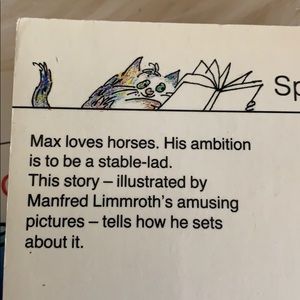 Sp
Max loves horses. His ambition
is to be a stable-lad.
This story – illustrated by
Manfred Limmroth's amusing
pictures – tells how he sets
about it.